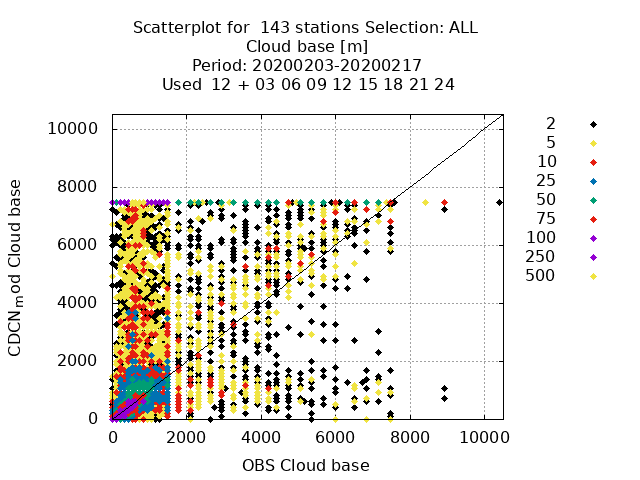 Scatterplot for 143 stations Selection: ALL
Cloud base [m]
Period: 20200203-20200217
Used 12 + 03 06 09 12 15 18 21 24
CDCN_mod Cloud base
10000
8000
6000
4000
2000
0
0 2000 4000 6000 8000 10000
OBS Cloud base
2
5
10
25
50
75
100
250
500